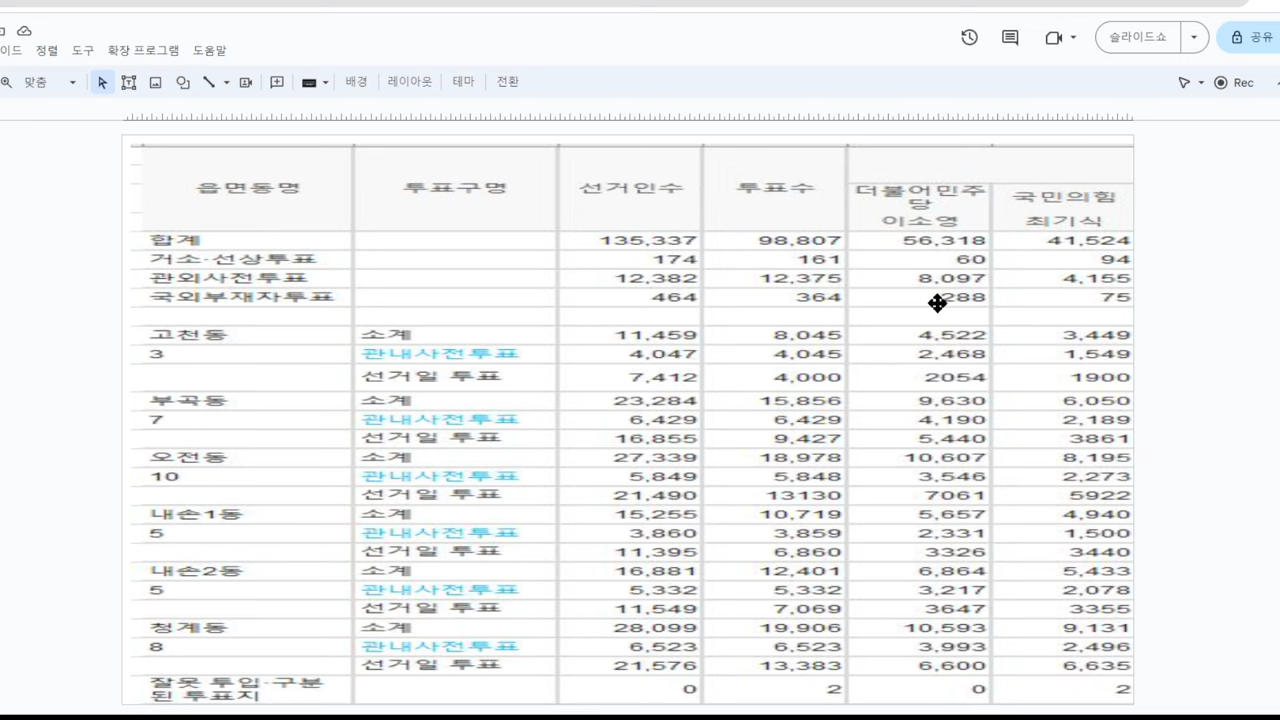 이드 정렬 도구 확장 프로그램 도움말
슬라이드쇼
공유
맞춤 배경 레이아웃 테마 전환 Rec
읍면동명 투표구명 선거인수 투표수 더불어민주당 이소영 국민의힘 최기식
합계 135,337 98,807 56,318 41,524
거소·선상투표 174 161 60 94
관외사전투표 12,382 12,375 8,097 4,155
국외부재자투표 464 364 288 75
고천동 소계 11,459 8,045 4,522 3,449
3 관내사전투표 4,047 4,045 2,468 1,549
선거일 투표 7,412 4,000 2054 1900
부곡동 소계 23,284 15,856 9,630 6,050
7 관내사전투표 6,429 6,429 4,190 2,189
선거일 투표 16,855 9,427 5,440 3861
오전동 소계 27,339 18,978 10,607 8,195
10 관내사전투표 5,849 5,848 3,546 2,273
선거일 투표 21,490 13130 7061 5922
내손1동 소계 15,255 10,719 5,657 4,940
5 관내사전투표 3,860 3,859 2,331 1,500
선거일 투표 11,395 6,860 3326 3440
내손2동 소계 16,881 12,401 6,864 5,433
5 관내사전투표 5,332 5,332 3,217 2,078
선거일 투표 11,549 7,069 3647 3355
청계동 소계 28,099 19,906 10,593 9,131
8 관내사전투표 6,523 6,523 3,993 2,496
선거일 투표 21,576 13,383 6,600 6,635
잘못 투입·구분
된 투표지 0 2 0 2